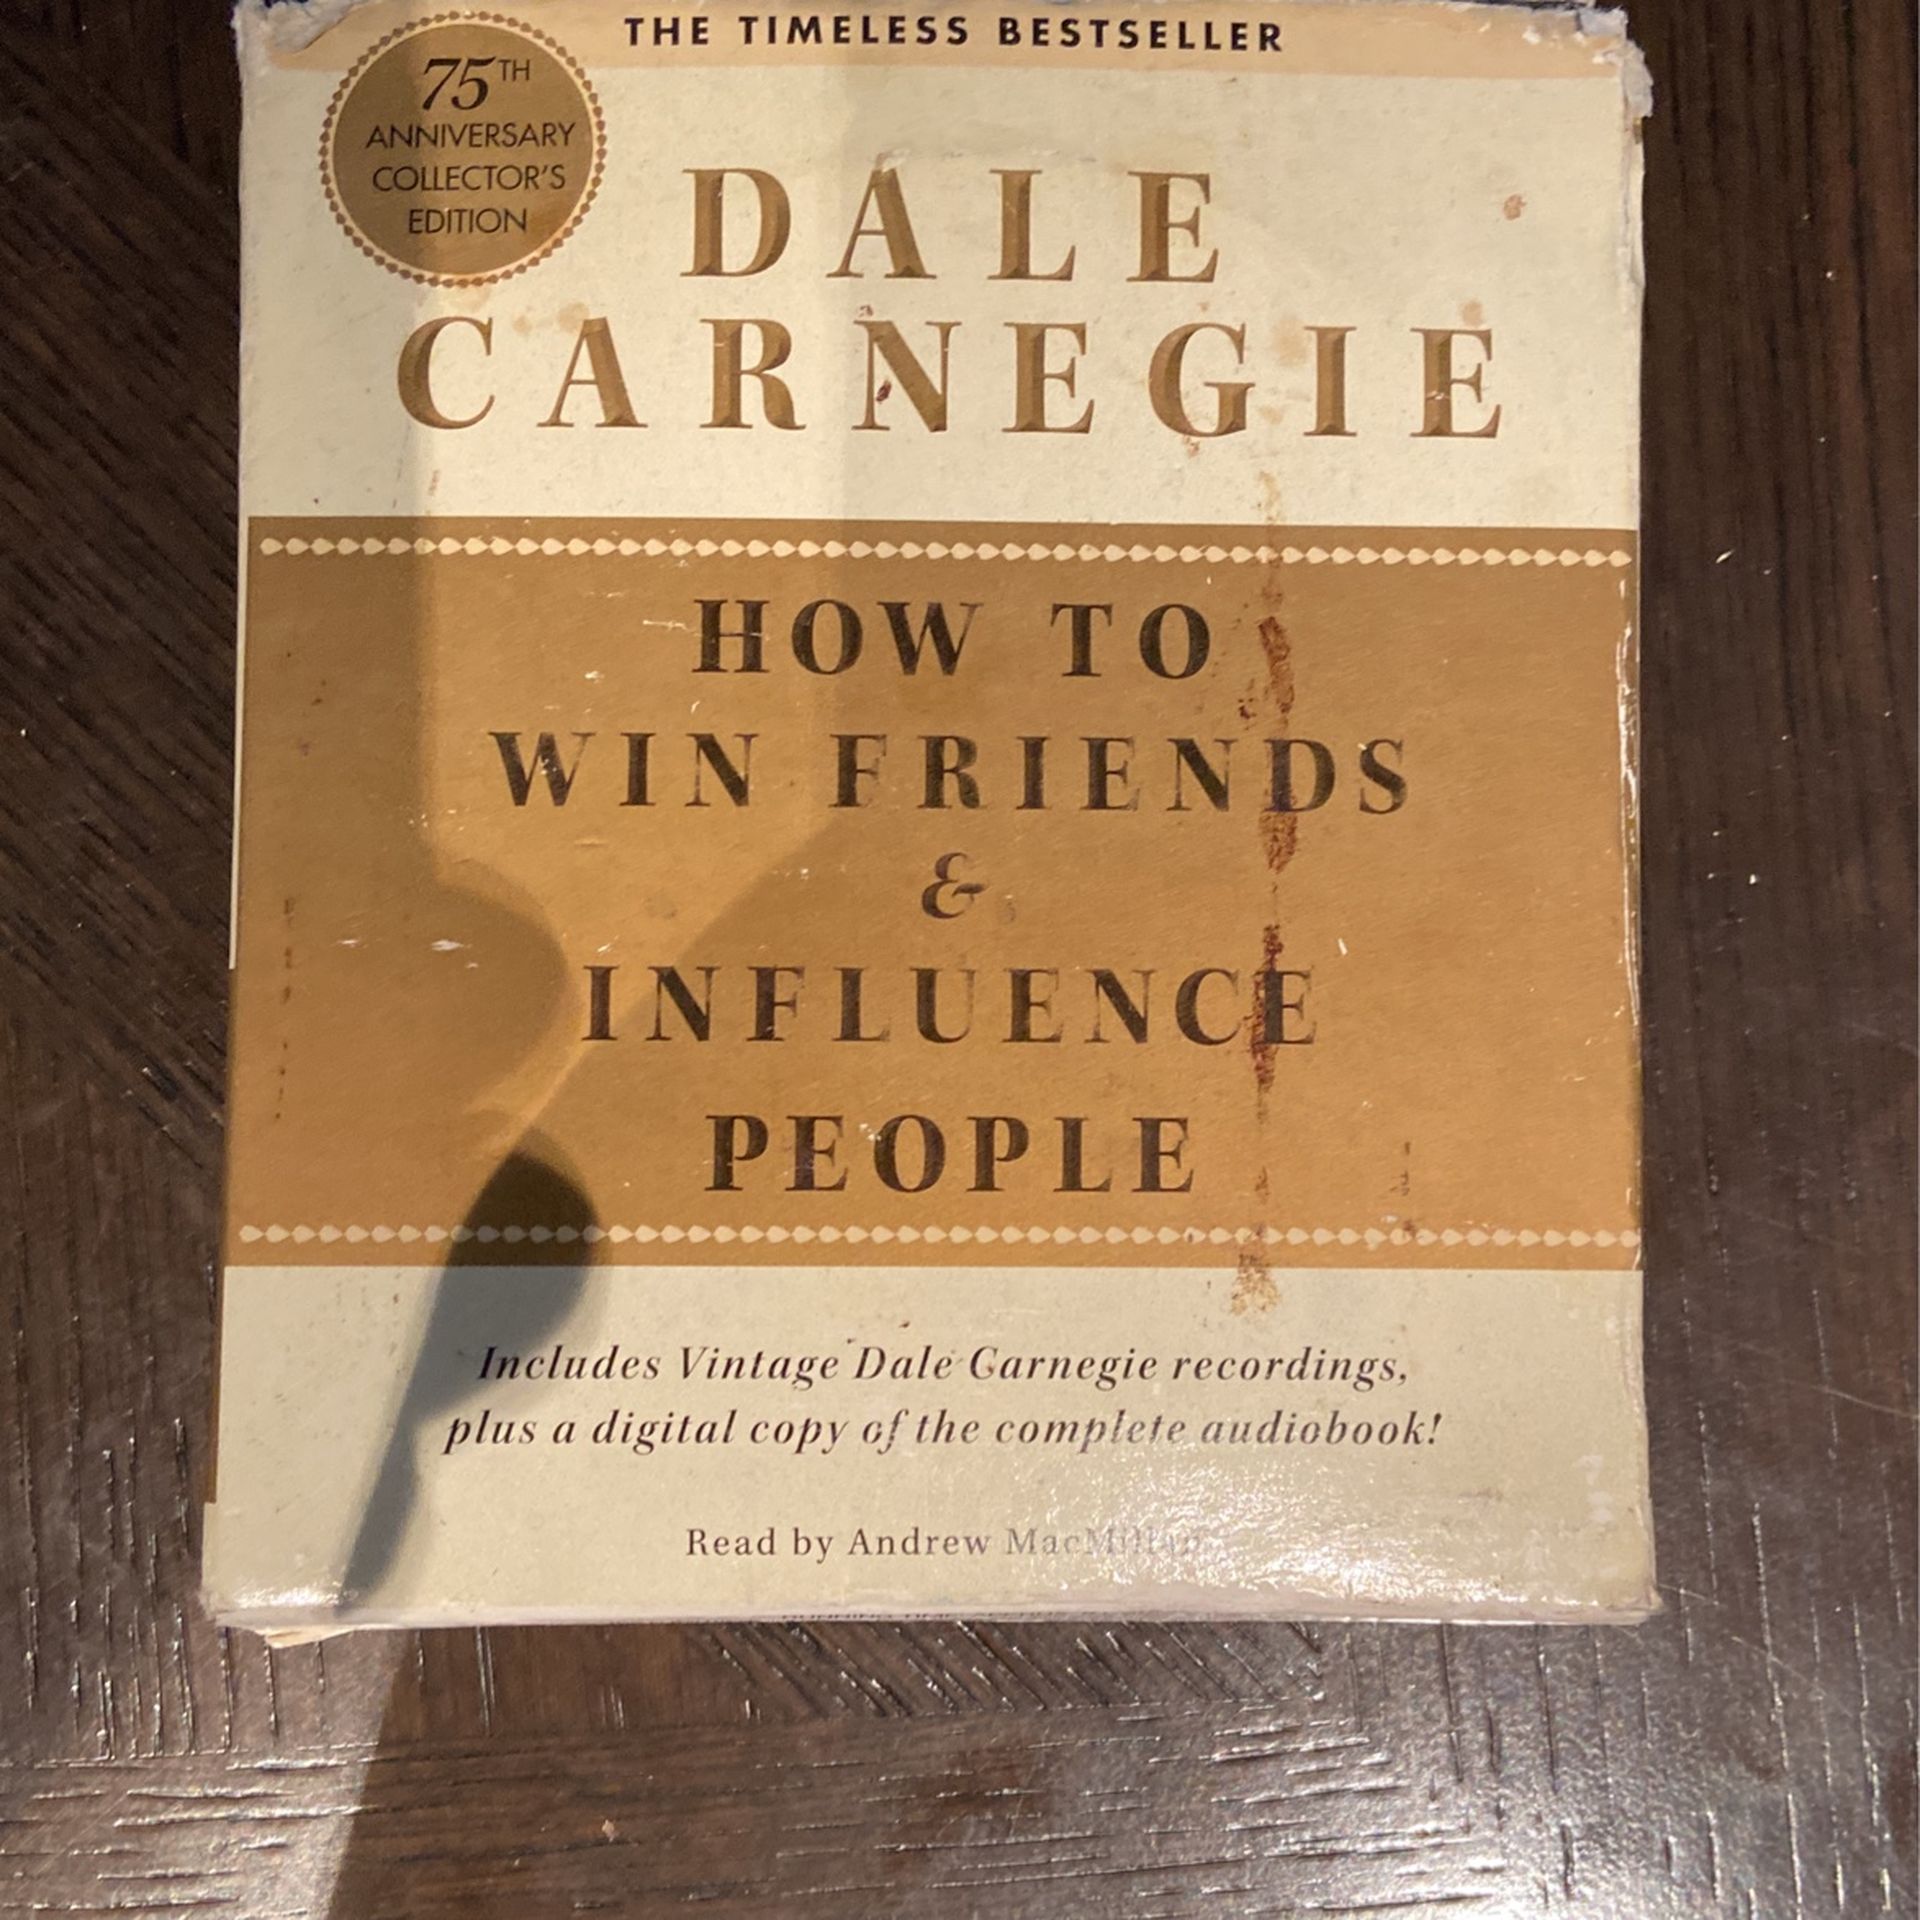 THE TIMELESS BESTSELLER
75TH
ANNIVERSARY
COLLECTOR'S
EDITION
DALE
CARNEGIE
HOW TO
WIN FRIENDS
&
INFLUENCE
PEOPLE
Includes Vintage Dale Carnegie recordings,
plus a digital copy of the complete audiobook!
Read by Andrew MacMillan